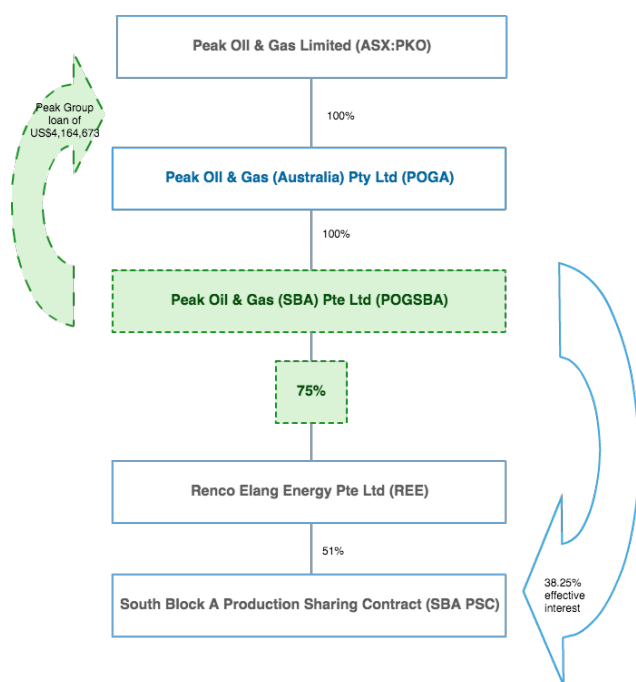 Peak Oil & Gas Limited (ASX:PKO)
Peak Group
loan of
US$4,164,673
100%
Peak Oil & Gas (Australia) Pty Ltd (POGA)
100%
Peak Oil & Gas (SBA) Pte Ltd (POGSBA)
75%
Renco Elang Energy Pte Ltd (REE)
51%
South Block A Production Sharing Contract (SBA PSC)
38.25%
effective
interest